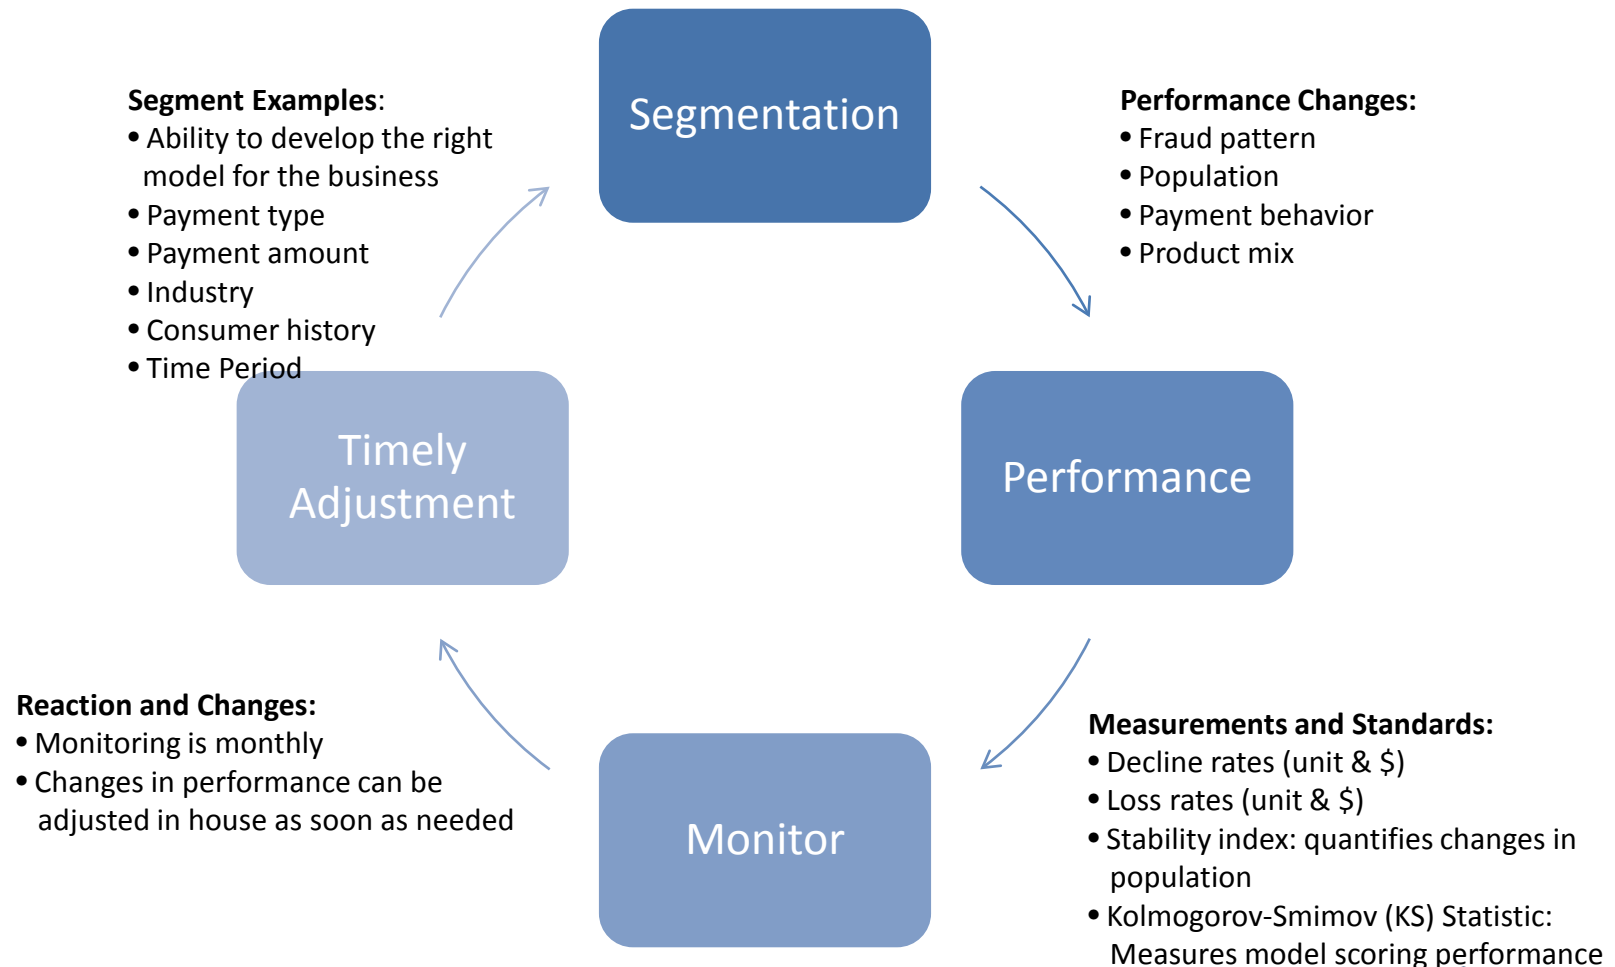 Segmentation
Segment Examples:
• Ability to develop the right
model for the business
• Payment type
• Payment amount
• Industry
• Consumer history
• Time Period
Performance Changes:
• Fraud pattern
• Population
• Payment behavior
• Product mix
Timely
Adjustment
Performance
Reaction and Changes:
• Monitoring is monthly
• Changes in performance can be
adjusted in house as soon as needed
Monitor
Measurements and Standards:
• Decline rates (unit & $)
• Loss rates (unit & $)
• Stability index: quantifies changes in
population
• Kolmogorov-Smimov (KS) Statistic:
Measures model scoring performance